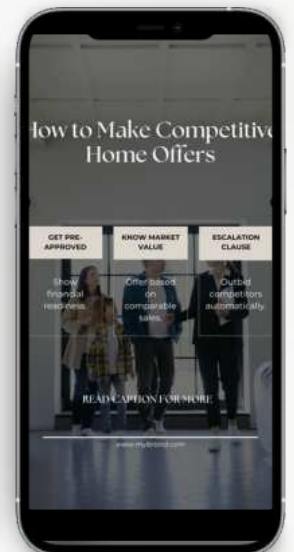 How to Make Competitive
Home Offers
GET PRE-
APPROVED
KNOW MARKET
VALUE
ESCALATION
CLAUSE
Show
financial
readiness.
Offer based
on
comparable
sales.
Outbid
competitors
automatically.
READ CAPTION FOR MORE
www.mybrand.com